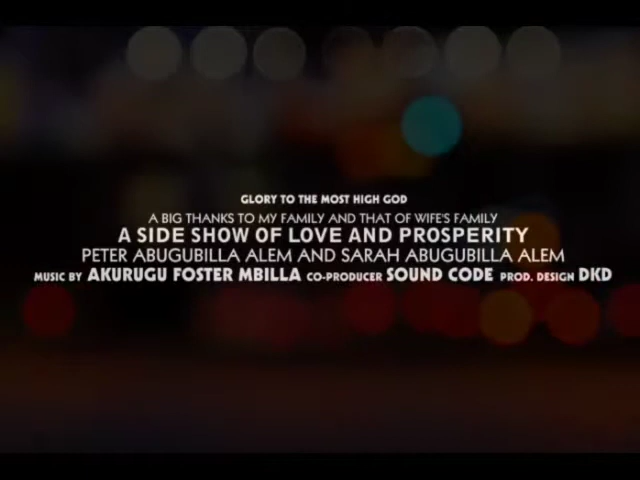 GLORY TO THE MOST HIGH GOD
A BIG THANKS TO MY FAMILY AND THAT OF WIFE'S FAMILY
A SIDE SHOW OF LOVE AND PROSPERITY
PETER ABUGUBILLA ALEM AND SARAH ABUGUBILLA ALEM
MUSIC BY AKURUGU FOSTER MBILLA CO-PRODUCER SOUND CODE PROD. DESIGN DKD